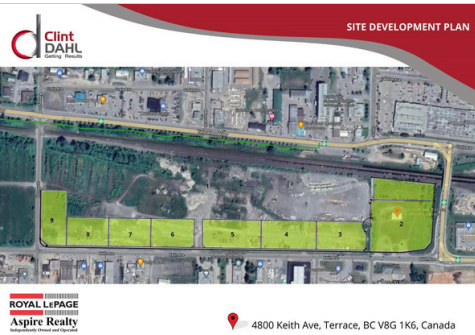 SITE DEVELOPMENT PLAN
Clint
DAHL
Getting Results
2
9
8
7
6
5
4
3
ROYAL LEPAGE
Aspire Realty
Independently Owned and Operated
4800 Keith Ave, Terrace, BC V8G 1K6, Canada